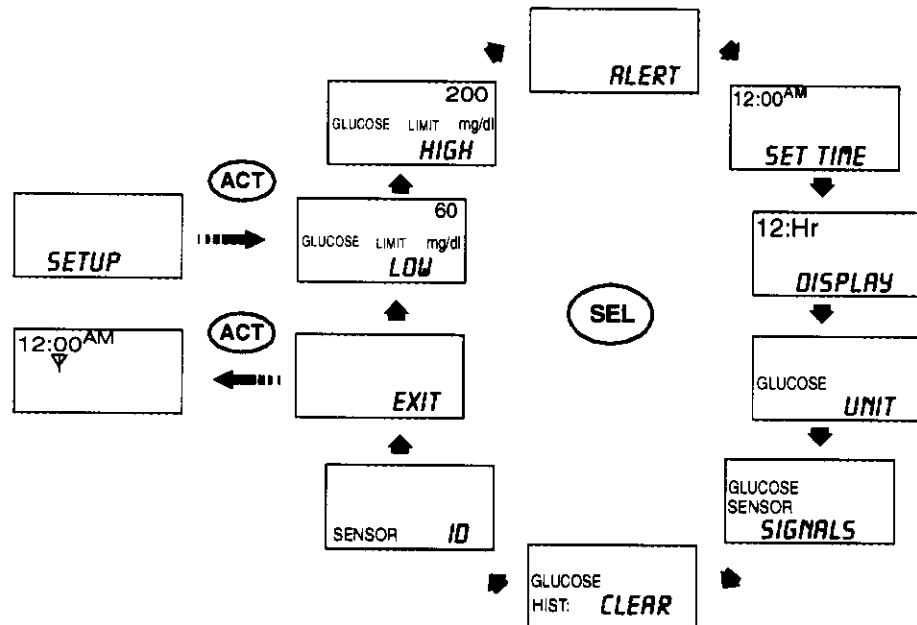 ALERT
200
GLUCOSE LIMIT mg/dl
HIGH
12:00AM
SET TIME
ACT
SETUP
60
GLUCOSE LIMIT mg/dl
LOW
12:Hr
DISPLAY
SEL
12:00AM
ACT
EXIT
GLUCOSE
UNIT
SENSOR ID
GLUCOSE
SENSOR
SIGNALS
GLUCOSE
HIST: CLEAR